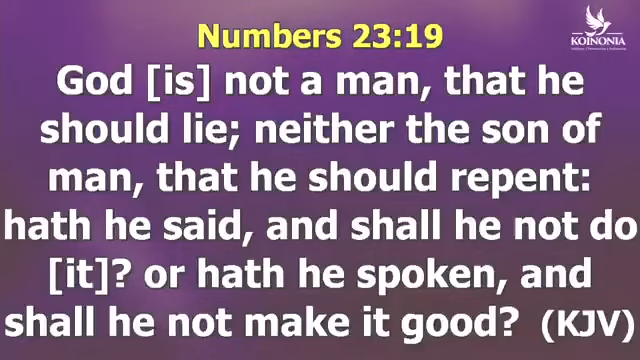 Numbers 23:19
KOINONIA
God [is] not a man, that he
should lie; neither the son of
man, that he should repent:
hath he said, and shall he not do
[it]? or hath he spoken, and
shall he not make it good? (KJV)